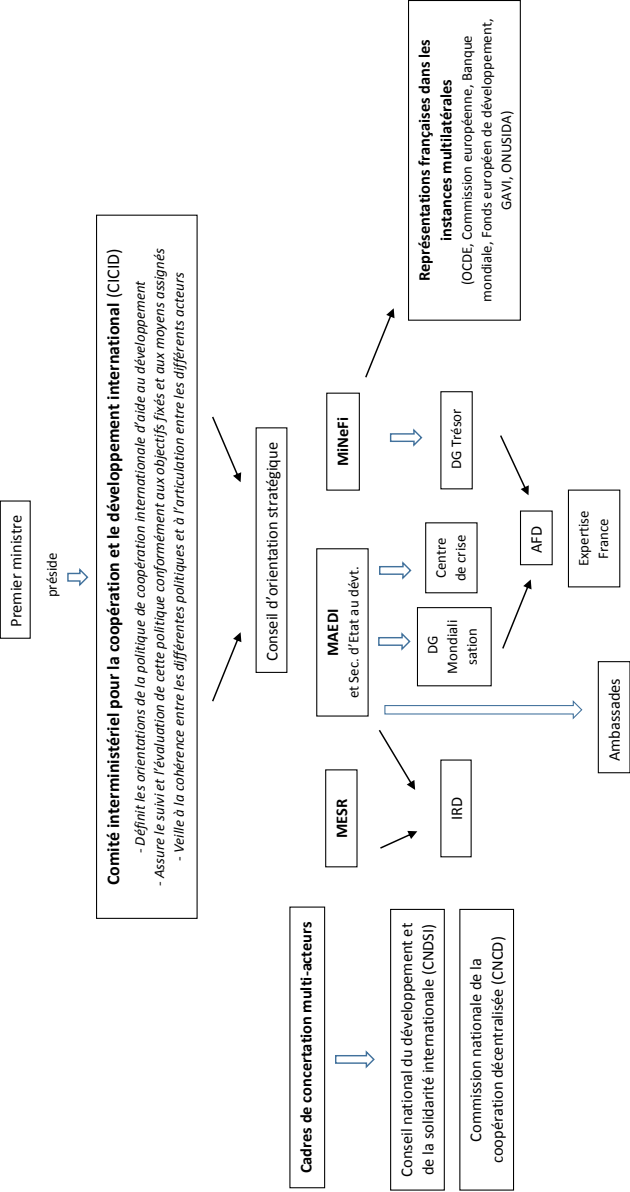 Premier ministre
préside
Comité interministériel pour la coopération et le développement international (CICID)
- Définit les orientations de la politique de coopération internationale d'aide au développement
- Assure le suivi et l'évaluation de cette politique conformément aux objectifs fixés et aux moyens assignés
- Veille à la cohérence entre les différentes politiques et à l'articulation entre les différents acteurs
Conseil d'orientation stratégique
Cadres de concertation multi-acteurs
Conseil national du développement et
de la solidarité internationale (CNDSI)
Commission nationale de la
coopération décentralisée (CNCD)
MESR
IRD
MAEDI
et Sec. d'Etat au dévt.
DG
Mondiali
sation
Centre
de crise
Ambassades
MiNeFi
DG Trésor
AFD
Expertise
France
Représentations françaises dans les
instances multilatérales
(OCDE, Commission européenne, Banque
mondiale, Fonds européen de développement,
GAVI, ONUSIDA)